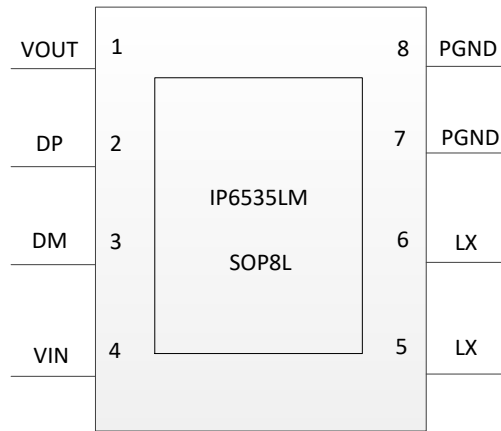 VOUT 1 8 PGND
DP 2 7 PGND
IP6535LM
DM 3 6 LX
SOP8L
VIN 4 5 LX